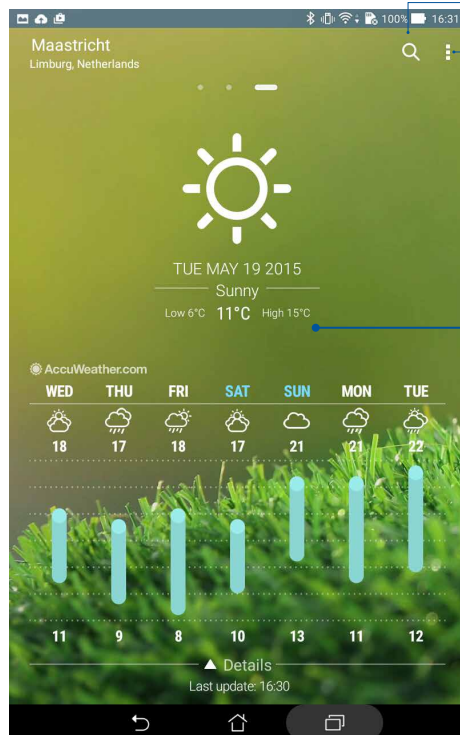 100% 16:31
Maastricht
Limburg, Netherlands
TUE MAY 19 2015
Sunny
Low 6°C 11°C High 15°C
AccuWeather.com
WED THU FRI SAT SUN MON TUE
18 17 18 17 21 21 22
11 9 8 10 13 11 12
Details
Last update: 16:30